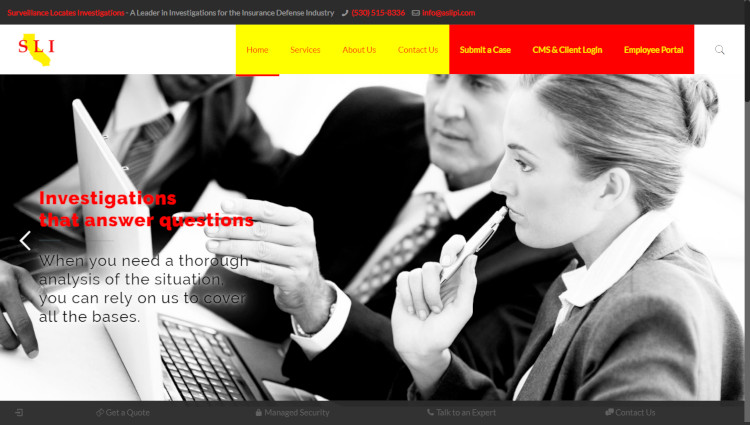 Surveillance Locates Investigations - A Leader in Investigations for the Insurance Defense Industry (530) 515-8336 info@eslipi.com
SLI
Home Services About Us Contact Us Submit a Case CMS & Client Login Employee Portal
Investigations
that answer questions
When you need a thorough
analysis of the situation,
you can rely on us to cover
all the bases.
Get a Quote Managed Security Talk to an Expert Contact Us